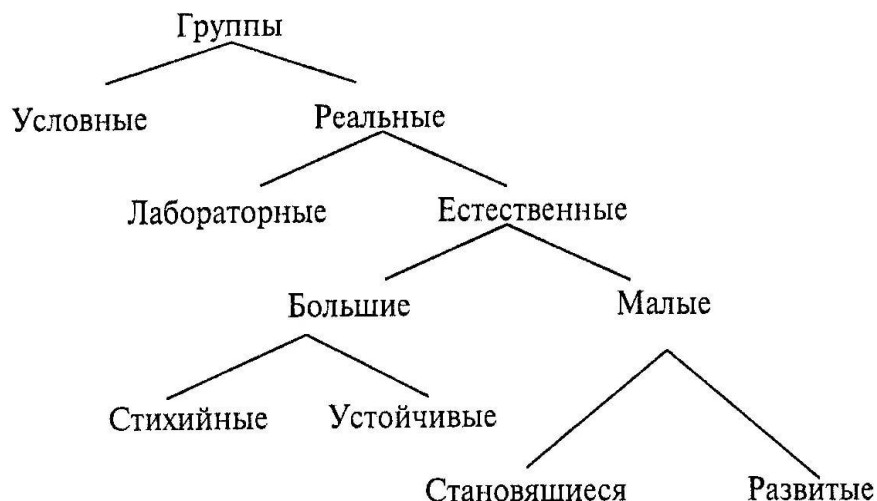 Группы
Условные Реальные
Лабораторные Естественные
Большие Малые
Стихийные Устойчивые
Становящиеся Развитые